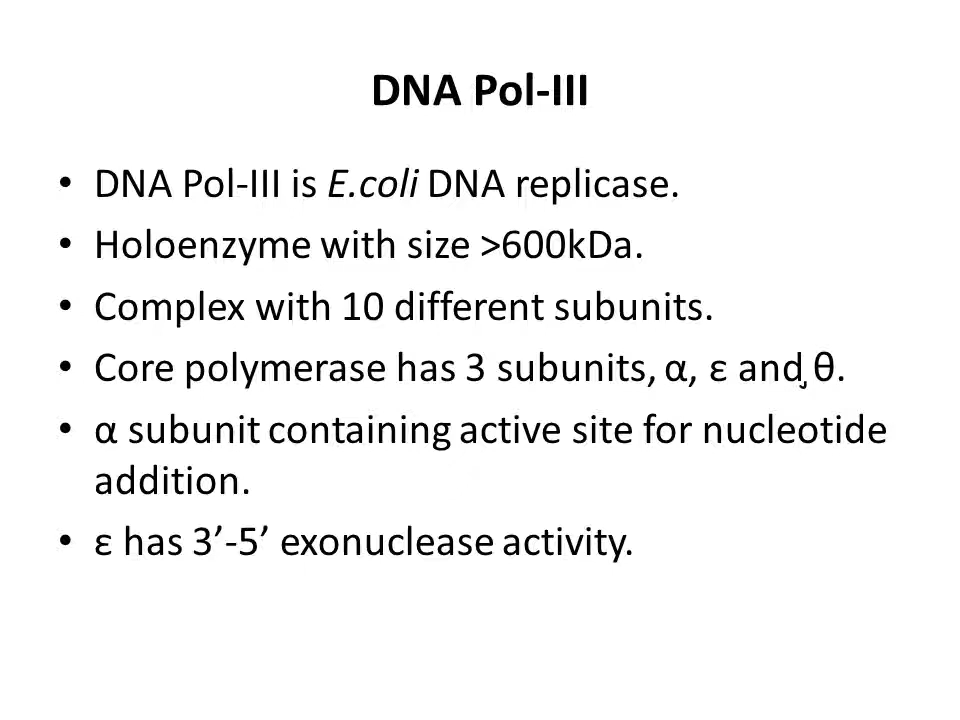 DNA Pol-III
• DNA Pol-III is E.coli DNA replicase.
• Holoenzyme with size >600kDa.
• Complex with 10 different subunits.
• Core polymerase has 3 subunits, α, ε and¸θ.
• α subunit containing active site for nucleotide
addition.
• ε has 3’-5’ exonuclease activity.